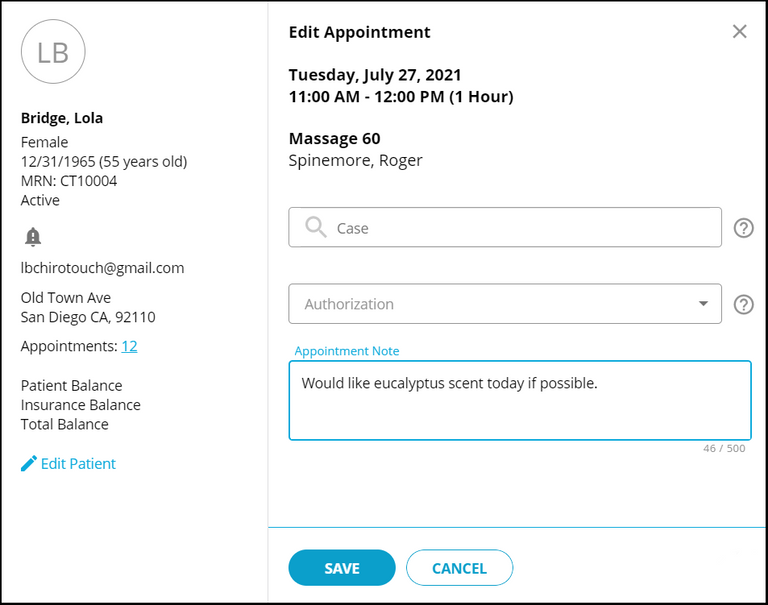 LB
Bridge, Lola
Female
12/31/1965 (55 years old)
MRN: CT10004
Active
lbchirotouch@gmail.com
Old Town Ave
San Diego CA, 92110
Appointments: 12
Patient Balance
Insurance Balance
Total Balance
Edit Patient
Edit Appointment
Tuesday, July 27, 2021
11:00 AM - 12:00 PM (1 Hour)
Massage 60
Spinemore, Roger
Case
?
Authorization
?
Appointment Note
Would like eucalyptus scent today if possible.
46 / 500
SAVE
CANCEL